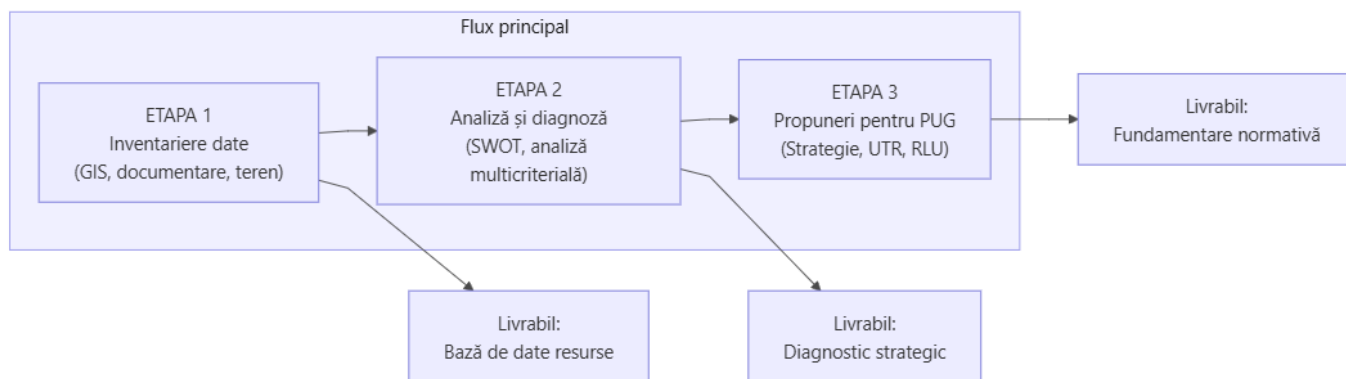 Flux principal
ETAPA 1
Inventariere date
(GIS, documentare, teren)
ETAPA 2
Analiză și diagnoză
(SWOT, analiză
multicriterială)
ETAPA 3
Propuneri pentru PUG
(Strategie, UTR, RLU)
Livrabil:
Fundamentare normativă
Livrabil:
Bază de date resurse
Livrabil:
Diagnostic strategic